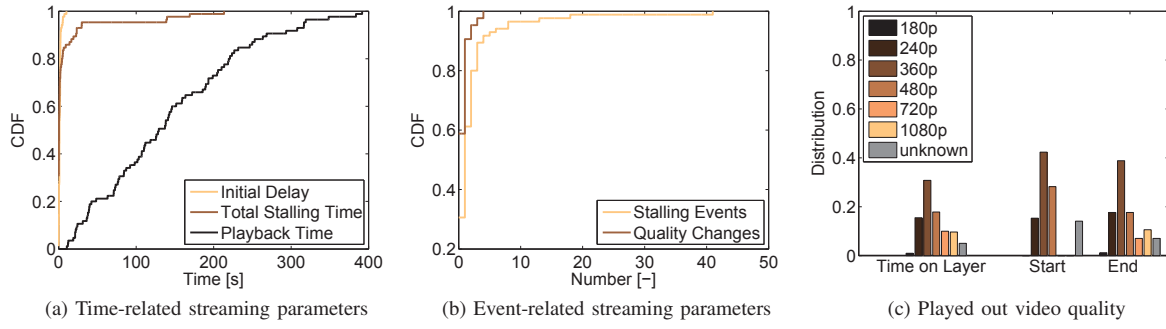 1
0.8
0.6
0.4
0.2
0
CDF
0
100
200
300
400
Time [s]
Initial Delay
Total Stalling Time
Playback Time
(a) Time-related streaming parameters
1
0.8
0.6
0.4
0.2
CDF
0
10
20
30
40
50
Number [−]
Stalling Events
Quality Changes
(b) Event-related streaming parameters
1
0.8
0.6
0.4
0.2
0
Distribution
180p
240p
360p
480p
720p
1080p
unknown
Time on Layer
Start
End
(c) Played out video quality